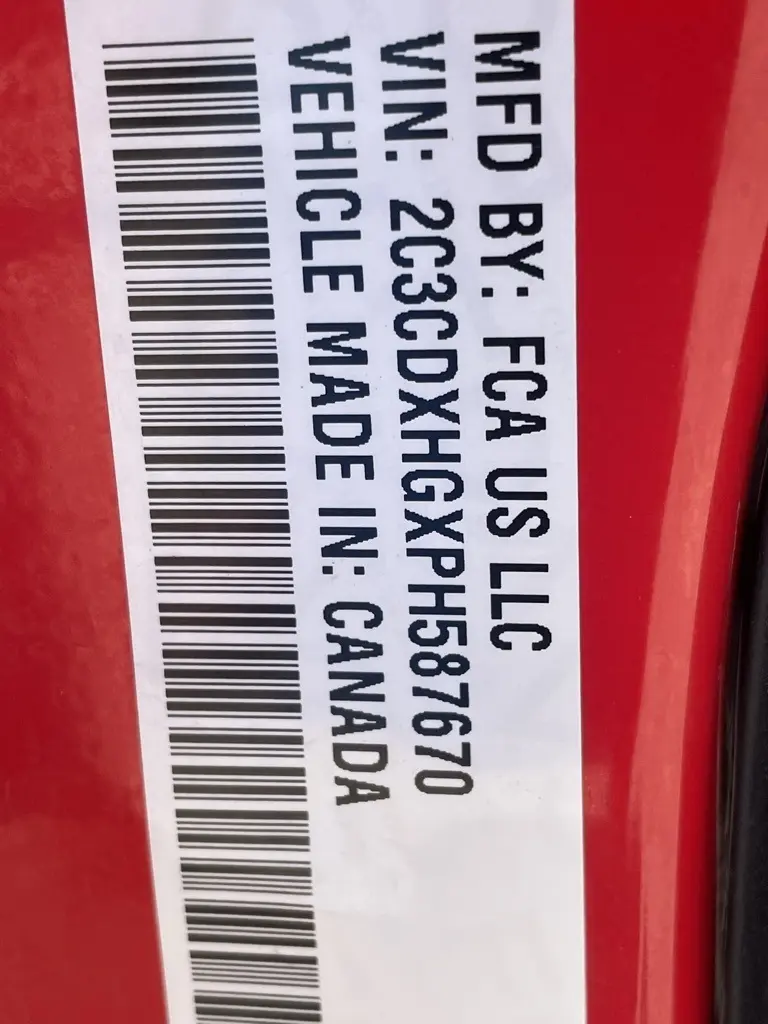 MFD BY: FCA US LLC
VIN: 2C3CDXHGXPH587670
VEHICLE MADE IN: CANADA